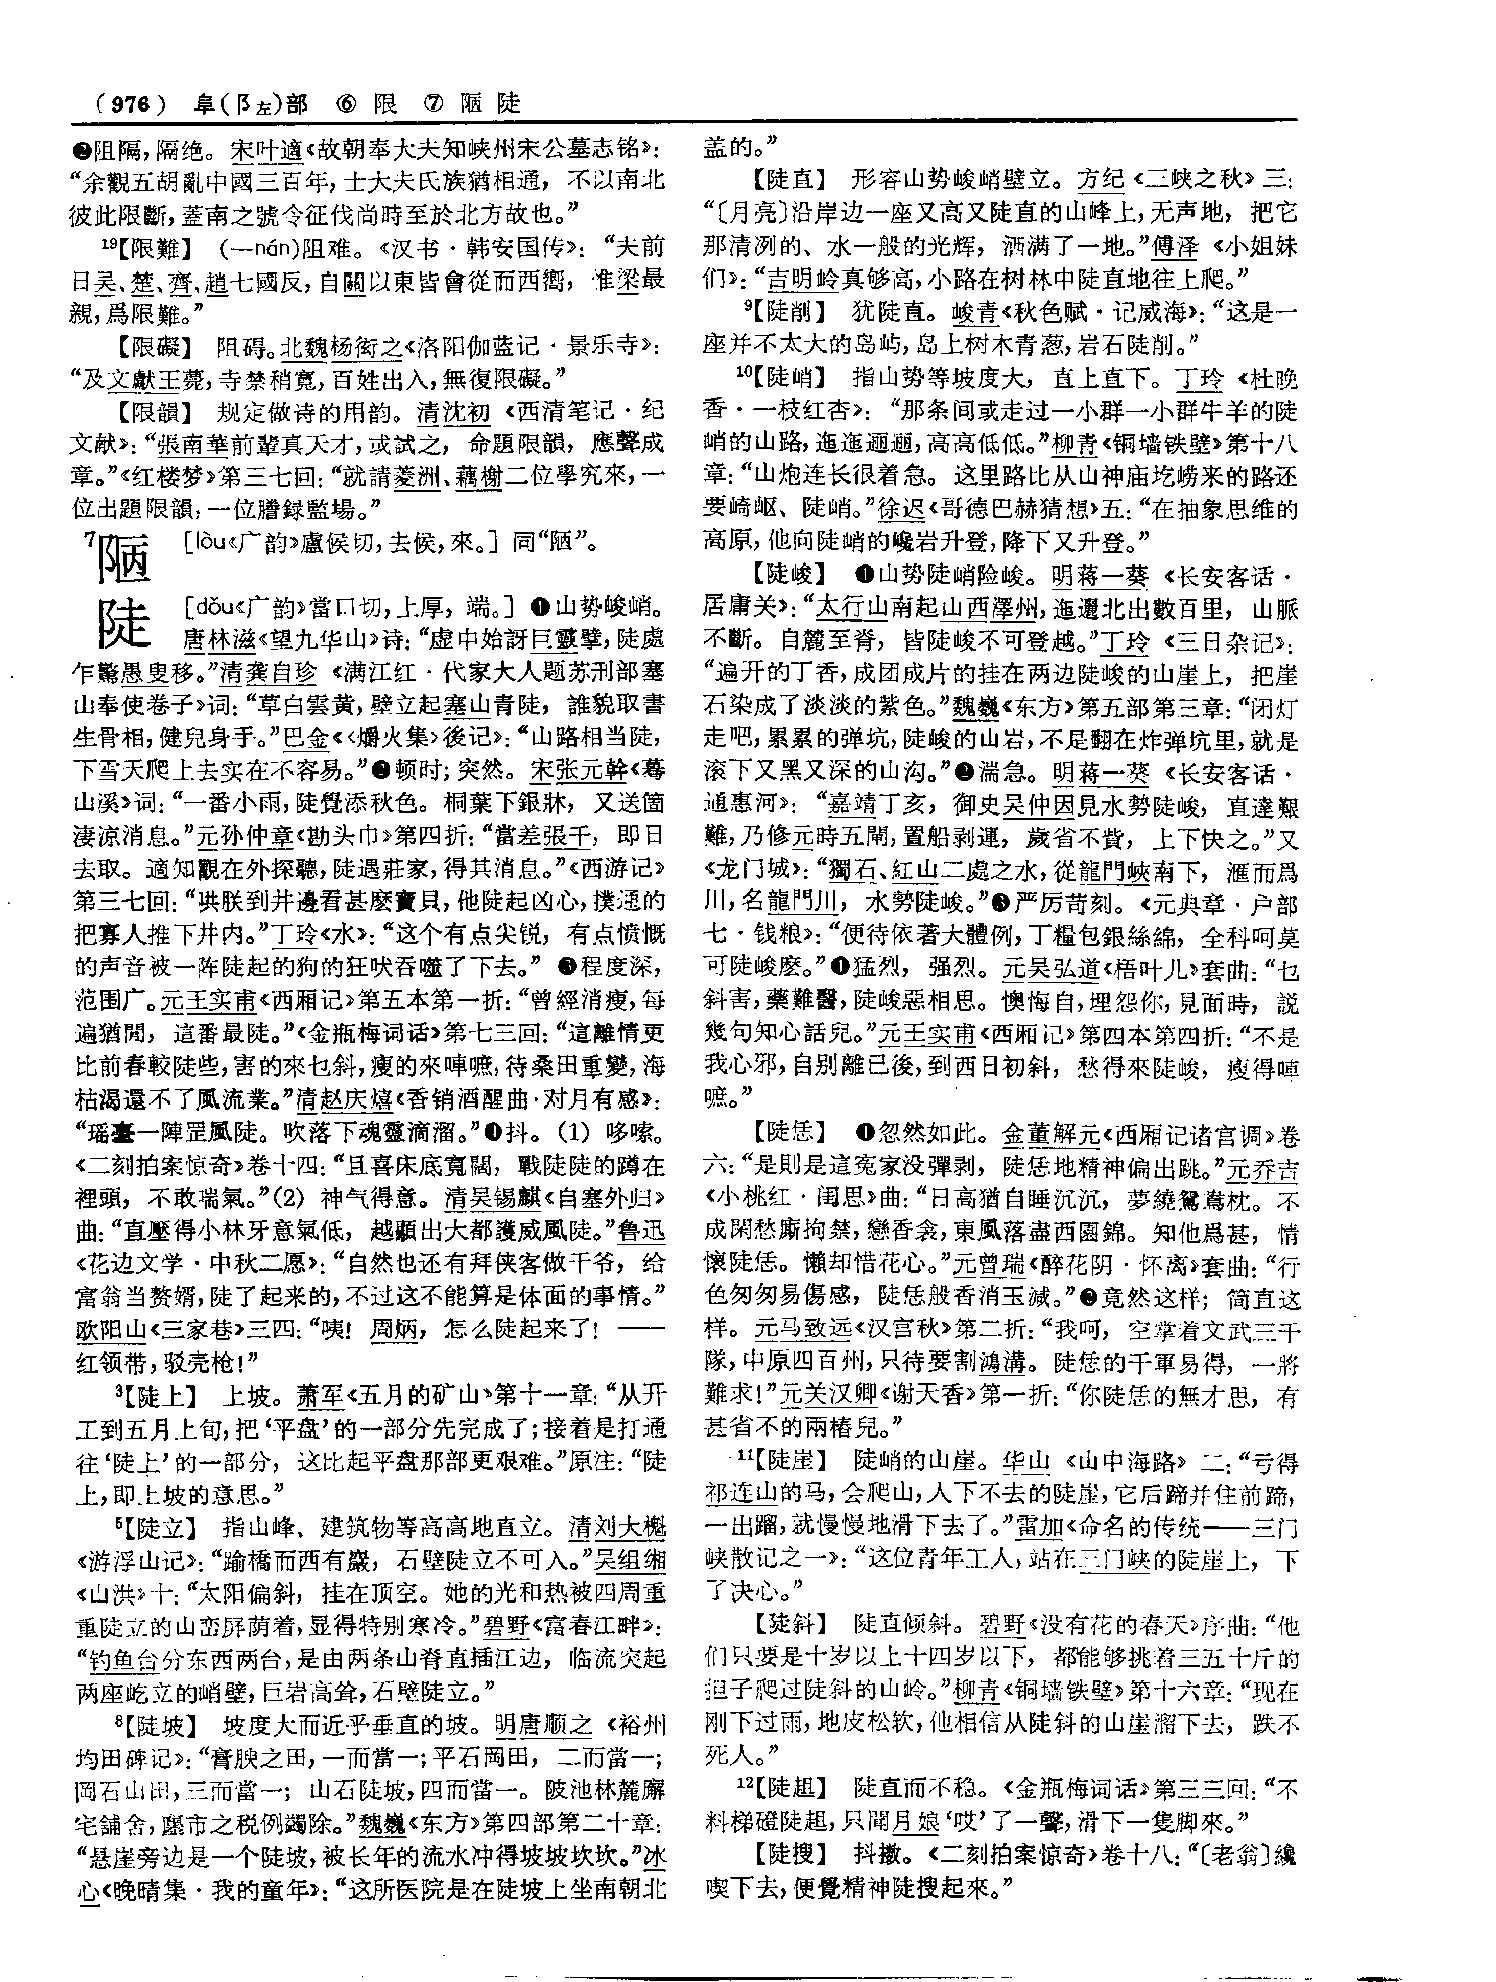 (976) 阜(阝左)部 ⑥ 限 ⑦ 陋 陡
❷阻隔,隔绝。宋叶適《故朝奉大夫知峡州宋公墓志铭》:
“余觀五胡亂中國三百年,士大夫氏族猶相通,不以南北
彼此限斷,蓋南之號令征伐尚時至於北方故也。”
¹⁹【限難】 (—nán)阻难。《汉书·韩安国传》:“夫前
日吴、楚、齊、趙七國反,自關以東皆會從而西嚮,惟梁最
親,爲限難。”
【限礙】 阻碍。北魏杨衒之《洛阳伽蓝记·景乐寺》:
“及文獻王薨,寺禁稍寬,百姓出入,無復限礙。”
【限韻】 规定做诗的用韵。清沈初《西清笔记·纪
文献》:“張南華前輩真天才,或試之,命題限韻,應聲成
章。”《红楼梦》第三七回:“就請菱洲、藕榭二位學究來,一
位出題限韻,一位謄録監場。”
⁷陋 [lòu《广韵》盧侯切,去候,來。] 同“陋”。
陡 [dǒu《广韵》當口切,上厚,端。] ❶山势峻峭。
唐林滋《望九华山》诗:“虚中始訝巨靈擘,陡處
乍驚愚叟移。”清龚自珍《满江红·代家大人题苏刑部塞
山奉使卷子》词:“草白雲黃,壁立起塞山青陡,誰貌取書
生骨相,健兒身手。”巴金《〈爝火集〉後记》:“山路相当陡,
下雪天爬上去实在不容易。”❷顿时;突然。宋张元幹《蓦
山溪》词:“一番小雨,陡覺添秋色。桐葉下銀牀,又送箇
淒凉消息。”元孙仲章《勘头巾》第四折:“當差張千,即日
去取。適知觀在外探聽,陡遇莊家,得其消息。”《西游记》
第三七回:“哄朕到井邊看甚麽寶貝,他陡起凶心,撲通的
把寡人推下井内。”丁玲《水》:“这个有点尖锐,有点愤慨
的声音被一阵陡起的狗的狂吠吞噬了下去。” ❸程度深,
范围广。元王实甫《西厢记》第五本第一折:“曾經消瘦,每
遍猶閒,這番最陡。”《金瓶梅词话》第七三回:“這離情更
比前春較陡些,害的來乜斜,瘦的來唓嗻,待桑田重變,海
枯渴還不了風流業。”清赵庆熺《香销酒醒曲·对月有感》:
“瑶臺一陣罡風陡。吹落下魂靈滴溜。”❹抖。(1) 哆嗦。
《二刻拍案惊奇》卷十四:“且喜床底寬闊,戰陡陡的蹲在
裡頭,不敢喘氣。”(2) 神气得意。清吴锡麒《自塞外归》
曲:“直壓得小林牙意氣低,越顯出大都護威風陡。”鲁迅
《花边文学·中秋二愿》:“自然也还有拜侠客做干爷,给
富翁当赘婿,陡了起来的,不过这不能算是体面的事情。”
欧阳山《三家巷》三四:“咦!周炳,怎么陡起来了!——
红领带,驳壳枪!”
³【陡上】 上坡。萧军《五月的矿山》第十一章:“从开
工到五月上旬,把‘平盘’的一部分先完成了;接着是打通
往‘陡上’的一部分,这比起平盘那部更艰难。”原注:“陡
上,即上坡的意思。”
⁵【陡立】 指山峰、建筑物等高高地直立。清刘大櫆
《游浮山记》:“踰橋而西有巖,石壁陡立不可入。”吴组缃
《山洪》十:“太阳偏斜,挂在顶空。她的光和热被四周重
重陡立的山峦屏荫着,显得特别寒冷。”碧野《富春江畔》:
“钓鱼台分东西两台,是由两条山脊直插江边,临流突起
两座屹立的峭壁,巨岩高耸,石壁陡立。”
⁸【陡坡】 坡度大而近乎垂直的坡。明唐顺之《裕州
均田碑记》:“膏腴之田,一而當一;平石岡田,二而當一;
岡石山田,三而當一;山石陡坡,四而當一。陂池林麓廨
宅舖舍,廛市之税例蠲除。”魏巍《东方》第四部第二十章:
“悬崖旁边是一个陡坡,被长年的流水冲得坡坡坎坎。”冰
心《晚晴集·我的童年》:“这所医院是在陡坡上坐南朝北
盖的。”
【陡直】 形容山势峻峭壁立。方纪《三峡之秋》三:
“〔月亮〕沿岸边一座又高又陡直的山峰上,无声地,把它
那清冽的、水一般的光辉,洒满了一地。”傅泽《小姐妹
们》:“吉明岭真够高,小路在树林中陡直地往上爬。”
⁹【陡削】 犹陡直。峻青《秋色赋·记威海》:“这是一
座并不太大的岛屿,岛上树木青葱,岩石陡削。”
¹⁰【陡峭】 指山势等坡度大,直上直下。丁玲《杜晚
香·一枝红杏》:“那条间或走过一小群一小群牛羊的陡
峭的山路,迤迤逦逦,高高低低。”柳青《铜墙铁壁》第十八
章:“山炮连长很着急。这里路比从山神庙圪崂来的路还
要崎岖、陡峭。”徐迟《哥德巴赫猜想》五:“在抽象思维的
高原,他向陡峭的巉岩升登,降下又升登。”
【陡峻】 ❶山势陡峭险峻。明蒋一葵《长安客话·
居庸关》:“太行山南起山西澤州,迤邐北出數百里,山脈
不斷。自麓至脊,皆陡峻不可登越。”丁玲《三日杂记》:
“遍开的丁香,成团成片的挂在两边陡峻的山崖上,把崖
石染成了淡淡的紫色。”魏巍《东方》第五部第三章:“闭灯
走吧,累累的弹坑,陡峻的山岩,不是翻在炸弹坑里,就是
滚下又黑又深的山沟。”❷湍急。明蒋一葵《长安客话·
通惠河》:“嘉靖丁亥,御史吴仲因見水勢陡峻,直達艱
難,乃修元時五閘,置船剥運,歲省不貲,上下快之。”又
《龙门城》:“獨石、紅山二處之水,從龍門峽南下,滙而爲
川,名龍門川,水勢陡峻。”❸严厉苛刻。《元典章·户部
七·钱粮》:“便待依著大體例,丁糧包銀絲綿,全科呵莫
可陡峻麽。”❹猛烈,强烈。元吴弘道《梧叶儿》套曲:“乜
斜害,藥難醫,陡峻惡相思。懊悔自,埋怨你,見面時,説
幾句知心話兒。”元王实甫《西厢记》第四本第四折:“不是
我心邪,自别離已後,到西日初斜,愁得來陡峻,瘦得唓
嗻。”
【陡恁】 ❶忽然如此。金董解元《西厢记诸宫调》卷
六:“是則是這冤家没彈剥,陡恁地精神偏出跳。”元乔吉
《小桃红·闺思》曲:“日高猶自睡沉沉,夢繞鴛鴦枕。不
成閑愁廝拘禁,戀香衾,東風落盡西園錦。知他爲甚,情
懷陡恁。懶却惜花心。”元曾瑞《醉花阴·怀离》套曲:“行
色匆匆易傷感,陡恁般香消玉減。”❷竟然这样;简直这
样。元马致远《汉宫秋》第二折:“我呵,空掌着文武三千
隊,中原四百州,只待要割鴻溝。陡恁的千軍易得,一將
難求!”元关汉卿《谢天香》第一折:“你陡恁的無才思,有
甚省不的兩樁兒。”
¹¹【陡崖】 陡峭的山崖。华山《山中海路》二:“亏得
祁连山的马,会爬山,人下不去的陡崖,它后蹄并住前蹄,
一出蹓,就慢慢地滑下去了。”雷加《命名的传统——三门
峡散记之一》:“这位青年工人,站在三门峡的陡崖上,下
了决心。”
【陡斜】 陡直倾斜。碧野《没有花的春天》序曲:“他
们只要是十岁以上十四岁以下,都能够挑着三五十斤的
担子爬过陡斜的山岭。”柳青《铜墙铁壁》第十六章:“现在
刚下过雨,地皮松软,他相信从陡斜的山崖溜下去,跌不
死人。”
¹²【陡趄】 陡直而不稳。《金瓶梅词话》第三三回:“不
料梯磴陡趄,只聞月娘‘哎’了一聲,滑下一隻脚來。”
【陡搜】 抖擞。《二刻拍案惊奇》卷十八:“〔老翁〕纔
喫下去,便覺精神陡搜起來。”